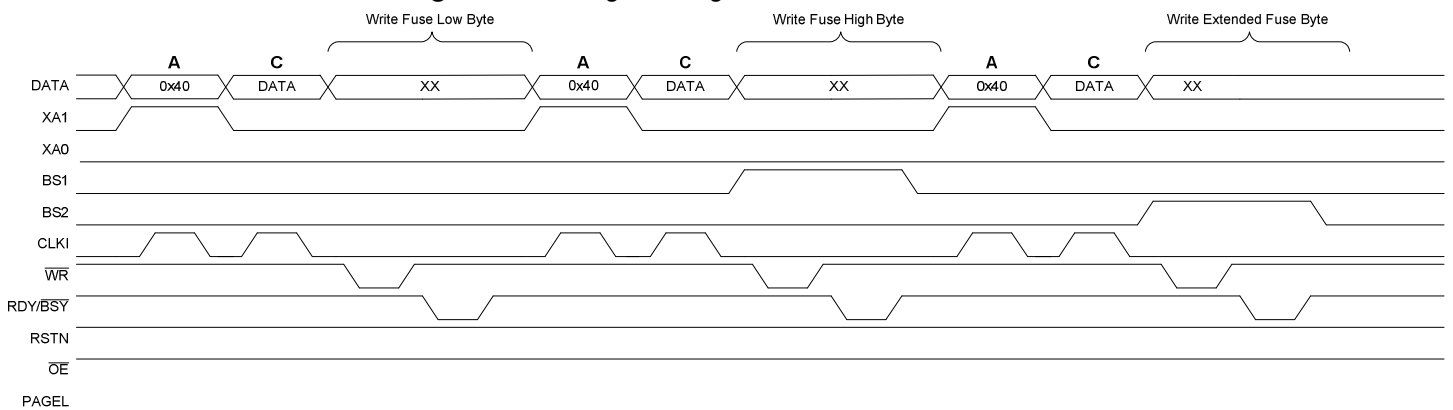 Write Fuse Low Byte Write Fuse High Byte Write Extended Fuse Byte
A C A C A C
DATA 0x40 DATA XX 0x40 DATA XX 0x40 DATA XX
XA1
XA0
BS1
BS2
CLKI
WR
RDY/BSY
RSTN
OE
PAGEL